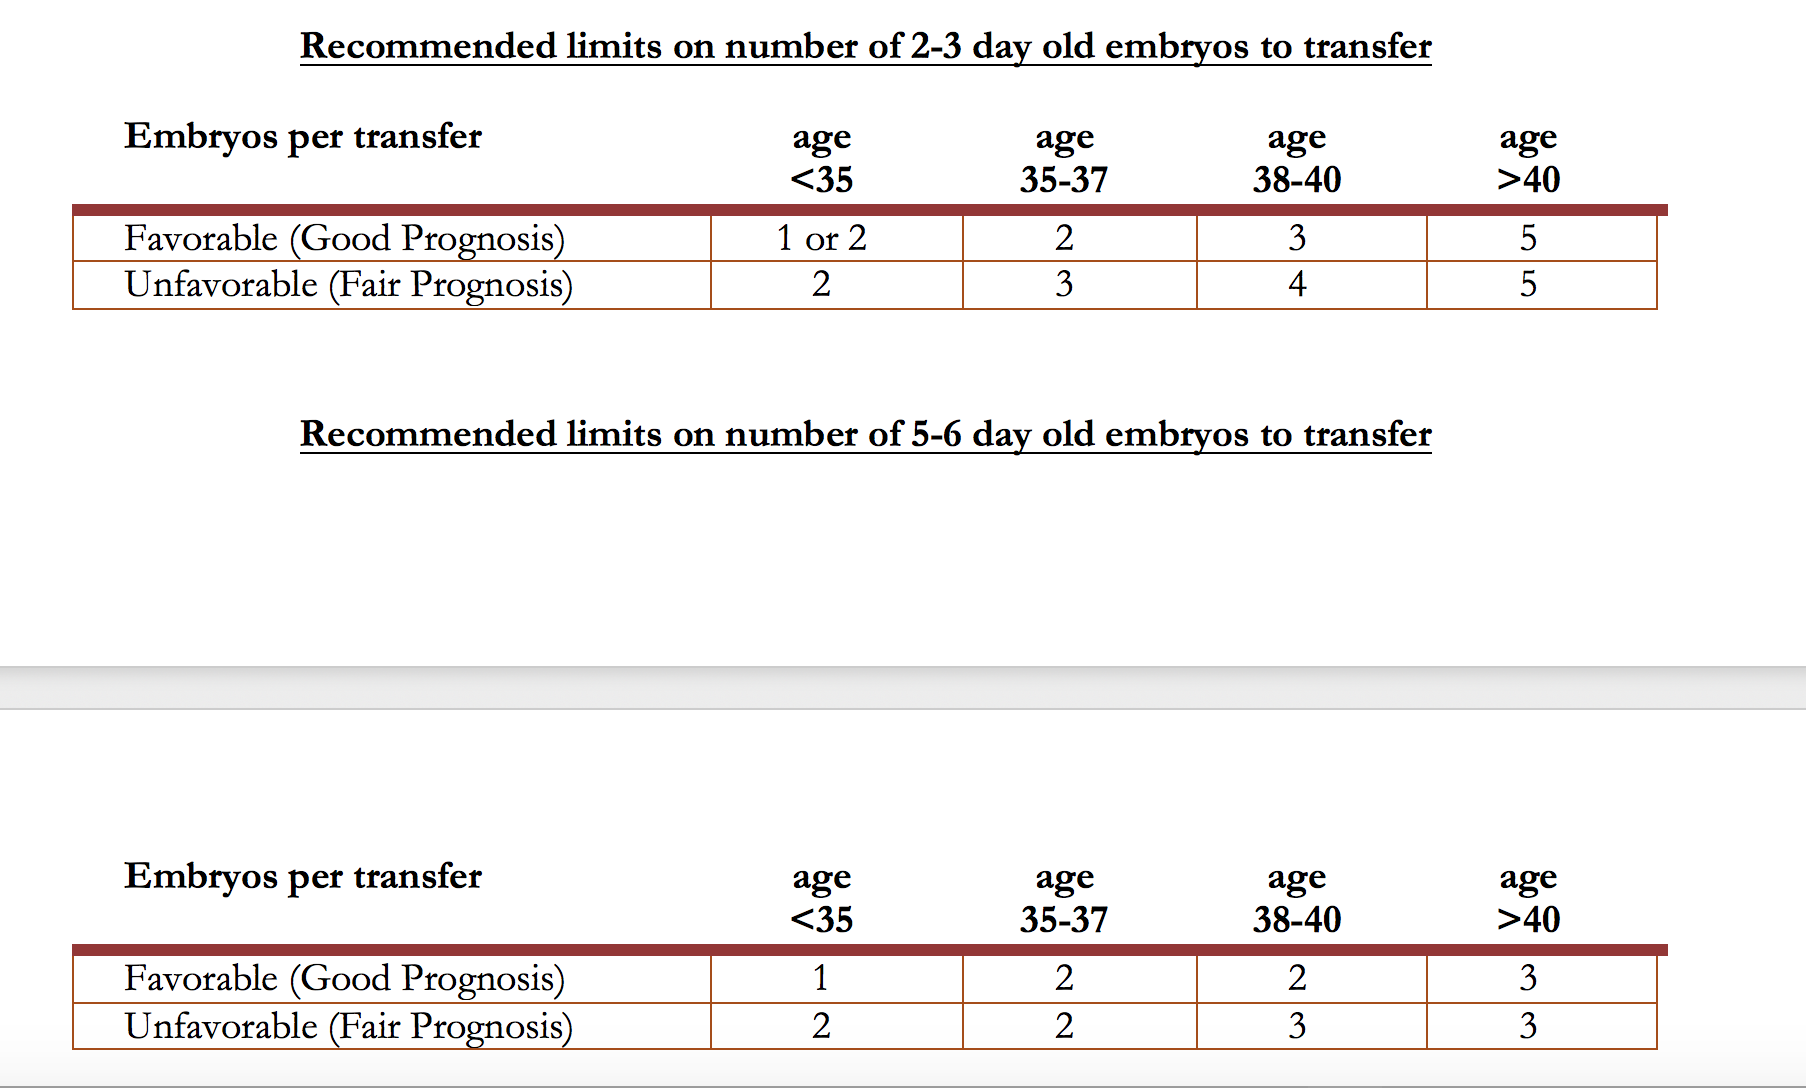 Recommended limits on number of 2-3 day old embryos to transfer
Embryos per transfer age age age age
<35 35-37 38-40 >40
Favorable (Good Prognosis) 1 or 2 2 3 5
Unfavorable (Fair Prognosis) 2 3 4 5
Recommended limits on number of 5-6 day old embryos to transfer
Embryos per transfer age age age age
<35 35-37 38-40 >40
Favorable (Good Prognosis) 1 2 2 3
Unfavorable (Fair Prognosis) 2 2 3 3